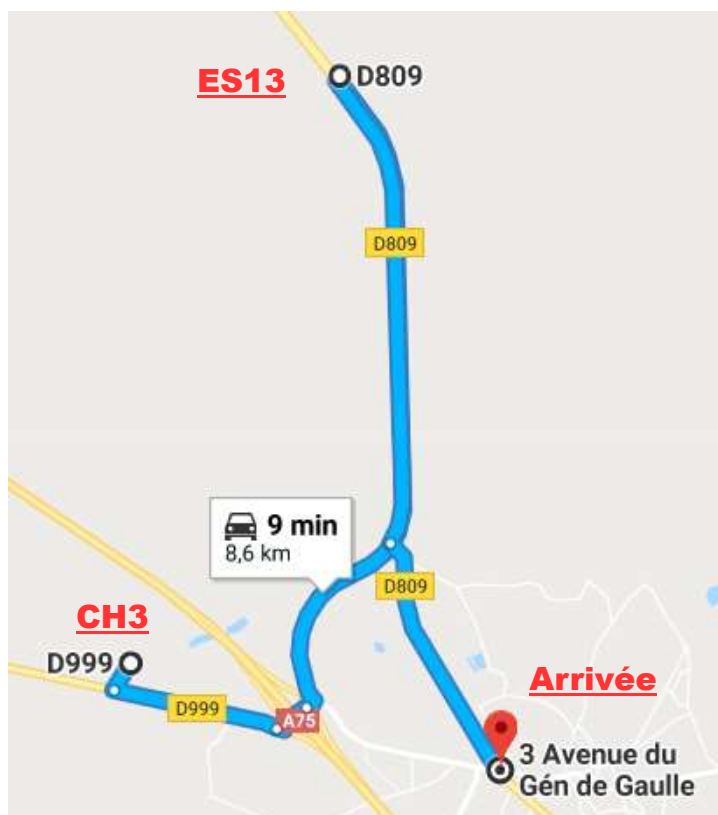 ES13
D809
D809
9 min
8,6 km
D809
CH3
D999
D999
A75
Arrivée
3 Avenue du
Gén de Gaulle